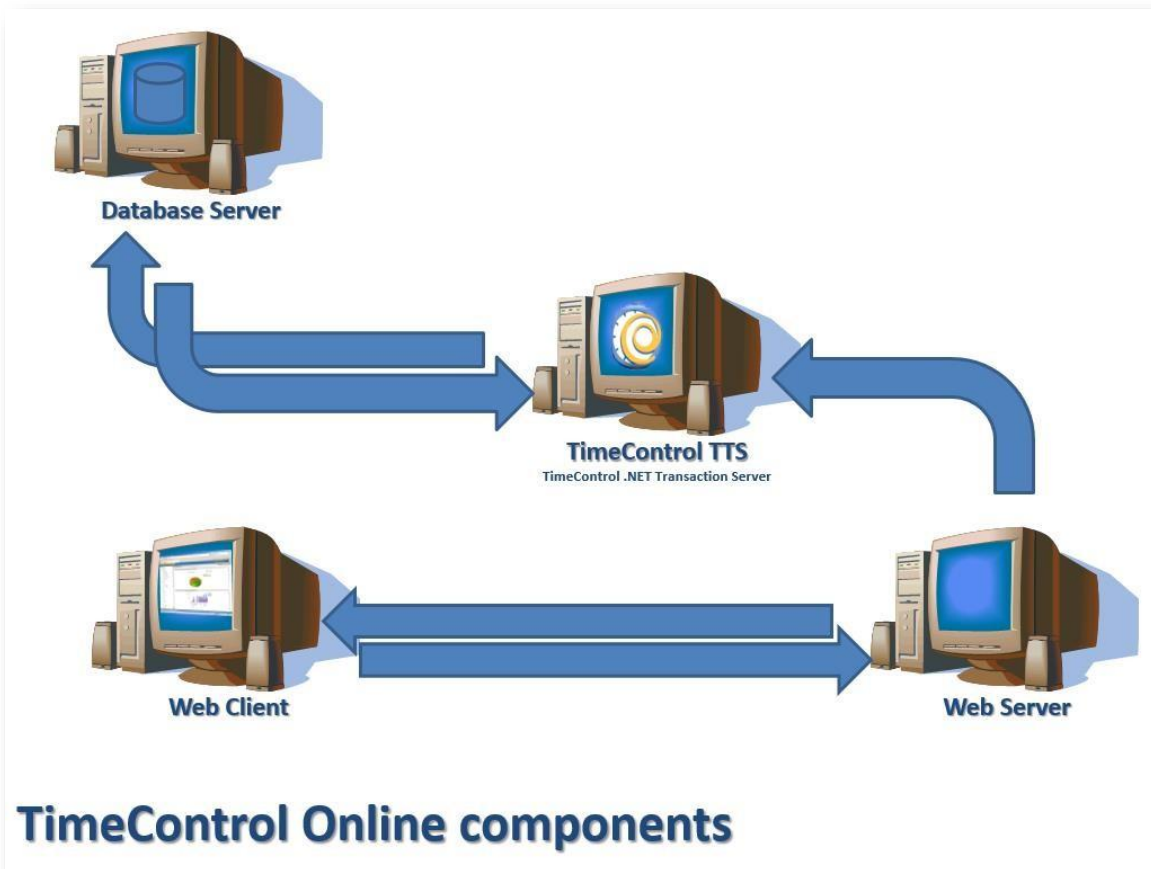 Database Server
TimeControl TTS
TimeControl .NET Transaction Server
Web Client
Web Server
TimeControl Online components